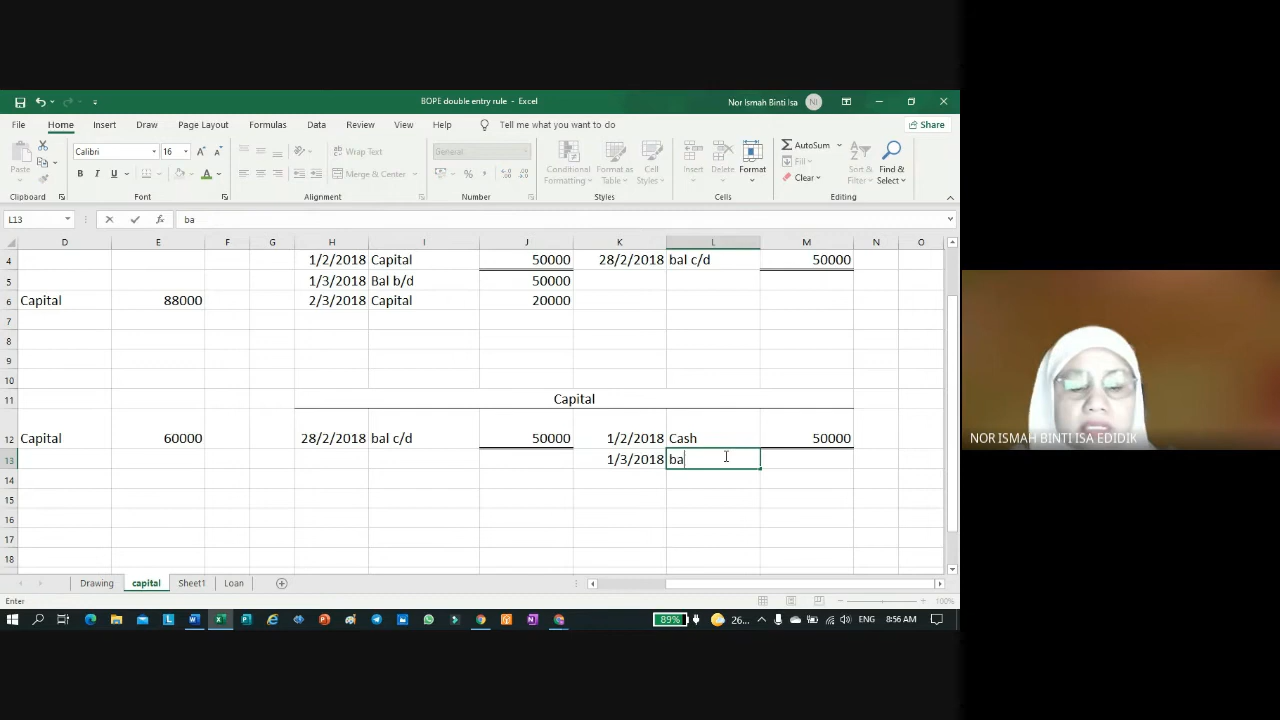 BOPE double entry rule - Excel
Nor Ismah Binti Isa NI
File Home Insert Draw Page Layout Formulas Data Review View Help Tell me what you want to do Share
Paste Calibri 16 A A Wrap Text General Conditional Format as Cell Insert Delete Format AutoSum Sort & Find &
B I U A Merge & Center % Formatting Table Styles Fill Filter Select
Clear
Clipboard Font Alignment Number Styles Cells Editing
L13 fx ba
D E F G H I J K L M N O
4 1/2/2018 Capital 50000 28/2/2018 bal c/d 50000
5 1/3/2018 Bal b/d 50000
6 Capital 88000 2/3/2018 Capital 20000
7
8
9
10
11 Capital
12 Capital 60000 28/2/2018 bal c/d 50000 1/2/2018 Cash 50000
13 1/3/2018 ba
14
15
16
17
18
Drawing capital Sheet1 Loan
Enter 100%
89% 26... ENG 8:56 AM
NOR ISMAH BINTI ISA EDIDIK